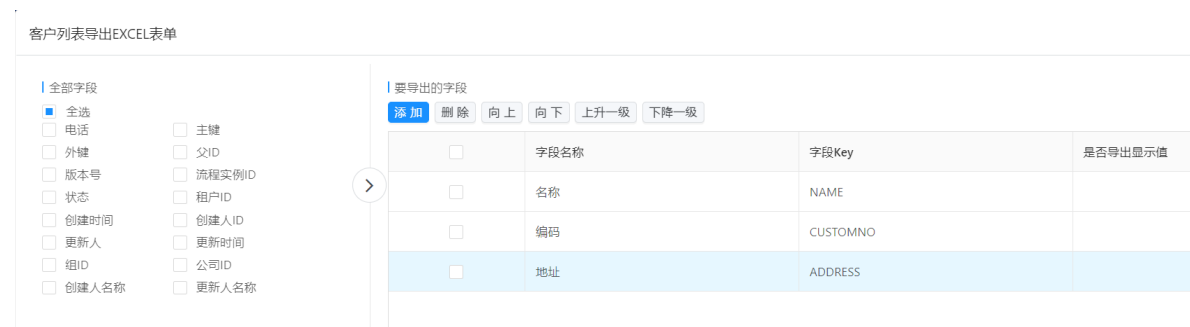 客户列表导出EXCEL表单
全部字段
全选
电话 主键
外键 父ID
版本号 流程实例ID
状态 租户ID
创建时间 创建人ID
更新人 更新时间
组ID 公司ID
创建人名称 更新人名称
要导出的字段
添 加 删 除 向 上 向 下 上升一级 下降一级
字段名称 字段Key 是否导出显示值
名称 NAME
编码 CUSTOMNO
地址 ADDRESS